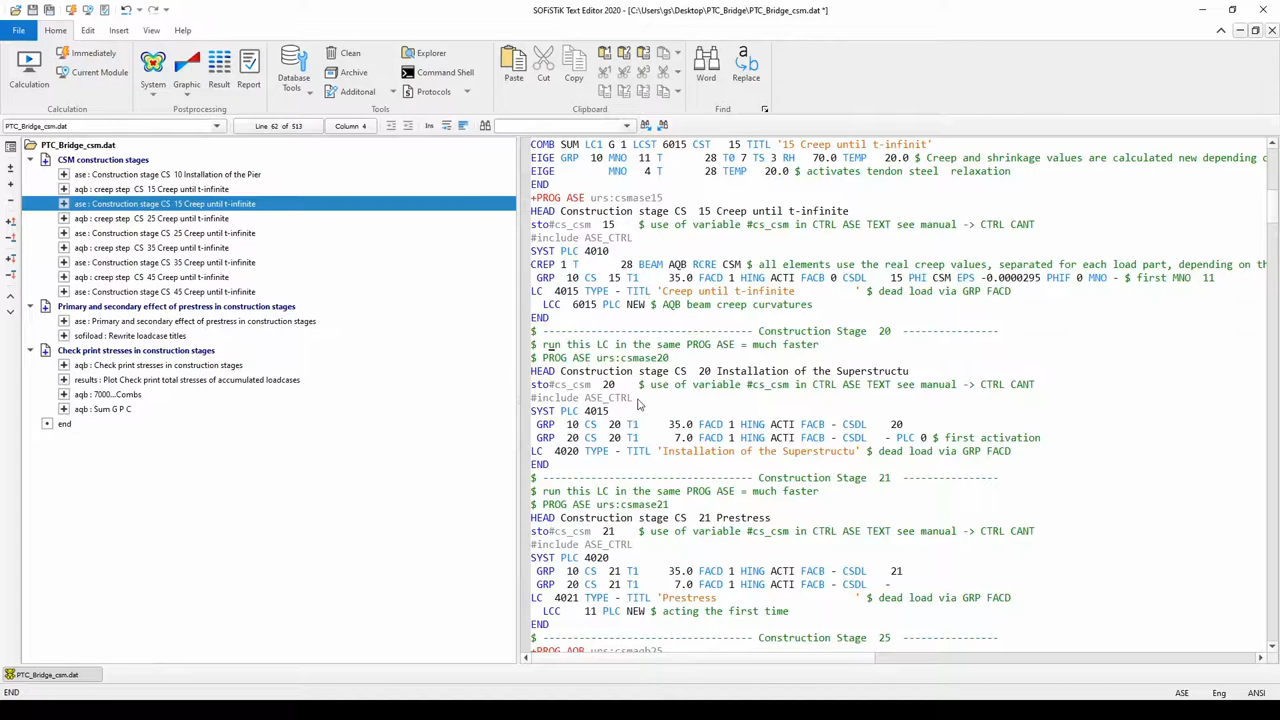 SOFiSTiK Text Editor 2020 - [C:\Users\gs\Desktop\PTC_Bridge\PTC_Bridge_csm.dat *]
File Home Edit Insert View Help
Calculation
Immediately
Current Module
Calculation
System
Graphic
Result
Report
Postprocessing
Database Tools
Clean
Archive
Additonal
Explorer
Command Shell
Protocols
Tools
Paste
Cut
Copy
Clipboard
Word
Replace
Find
PTC_Bridge_csm.dat
Line 62 of 513
Column 4
Ins
PTC_Bridge_csm.dat
CSM construction stages
ase : Construction stage CS 10 Installation of the Pier
aqb : creep step CS 15 Creep until t-infinite
ase : Construction stage CS 15 Creep until t-infinite
aqb : creep step CS 25 Creep until t-infinite
ase : Construction stage CS 25 Creep until t-infinite
aqb : creep step CS 35 Creep until t-infinite
ase : Construction stage CS 35 Creep until t-infinite
aqb : creep step CS 45 Creep until t-infinite
ase : Construction stage CS 45 Creep until t-infinite
Primary and secondary effect of prestress in construction stages
ase : Primary and secondary effect of prestress in construction stages
sofiload : Rewrite loadcase titles
Check print stresses in construction stages
aqb : Check print stresses in construction stages
results : Plot Check print total stresses of accumulated loadcases
aqb : 7000...Combs
aqb : Sum G P C
end
COMB SUM LC1 G 1 LCST 6015 CST 15 TITL '15 Creep until t-infinit'
EIGE GRP 10 MNO 11 T 28 T0 7 TS 3 RH 70.0 TEMP 20.0 $ Creep and shrinkage values are calculated new depending o
EIGE MNO 4 T 28 TEMP 20.0 $ activates tendon steel relaxation
END
+PROG ASE urs:csmase15
HEAD Construction stage CS 15 Creep until t-infinite
sto#cs_csm 15 $ use of variable #cs_csm in CTRL ASE TEXT see manual -> CTRL CANT
#include ASE_CTRL
SYST PLC 4010
CREP 1 T 28 BEAM AQB RCRE CSM $ all elements use the real creep values, separated for each load part, depending on th
GRP 10 CS 15 T1 35.0 FACD 1 HING ACTI FACB 0 CSDL 15 PHI CSM EPS -0.0000295 PHIF 0 MNO - $ first MNO 11
LC 4015 TYPE - TITL 'Creep until t-infinite ' $ dead load via GRP FACD
LCC 6015 PLC NEW $ AQB beam creep curvatures
END
$ --------------------------------- Construction Stage 20 ---------------
$ run this LC in the same PROG ASE = much faster
$ PROG ASE urs:csmase20
HEAD Construction stage CS 20 Installation of the Superstructu
sto#cs_csm 20 $ use of variable #cs_csm in CTRL ASE TEXT see manual -> CTRL CANT
#include ASE_CTRL
SYST PLC 4015
GRP 10 CS 20 T1 35.0 FACD 1 HING ACTI FACB - CSDL 20
GRP 20 CS 20 T1 7.0 FACD 1 HING ACTI FACB - CSDL - PLC 0 $ first activation
LC 4020 TYPE - TITL 'Installation of the Superstructu' $ dead load via GRP FACD
END
$ --------------------------------- Construction Stage 21 ---------------
$ run this LC in the same PROG ASE = much faster
$ PROG ASE urs:csmase21
HEAD Construction stage CS 21 Prestress
sto#cs_csm 21 $ use of variable #cs_csm in CTRL ASE TEXT see manual -> CTRL CANT
#include ASE_CTRL
SYST PLC 4020
GRP 10 CS 21 T1 35.0 FACD 1 HING ACTI FACB - CSDL 21
GRP 20 CS 21 T1 7.0 FACD 1 HING ACTI FACB - CSDL -
LC 4021 TYPE - TITL 'Prestress ' $ dead load via GRP FACD
LCC 11 PLC NEW $ acting the first time
END
$ --------------------------------- Construction Stage 25 ---------------
+PROG AQB urs:csmaqb25
PTC_Bridge_csm.dat
END
ASE Eng ANSI